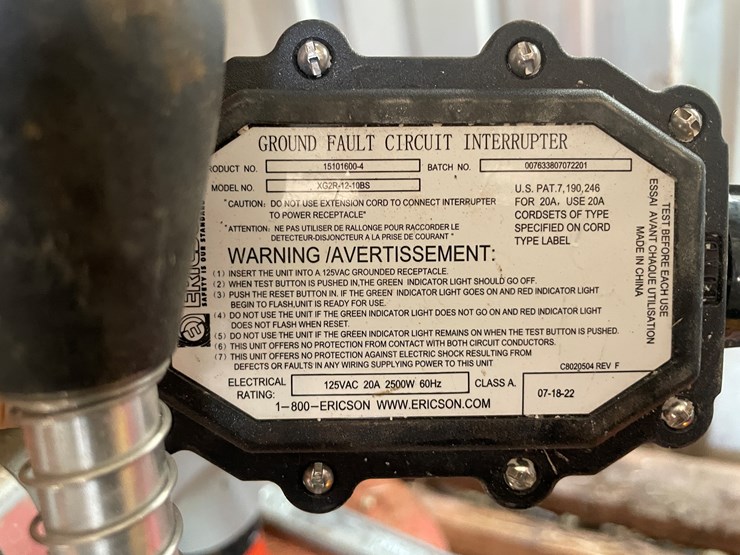 GROUND FAULT CIRCUIT INTERRUPTER
ODUCT NO. 15101600-4 BATCH NO. 007633807072201
MODEL NO. XG2R-12-10BS
"CAUTION: DO NOT USE EXTENSION CORD TO CONNECT INTERRUPTER
TO POWER RECEPTACLE"
"ATTENTION: NE PAS UTILISER DE RALLONGE POUR RACCORDER LE
DETECTEUR-DISJONCTEUR A LA PRISE DE COURANT"
U.S. PAT.7,190,246
FOR 20A, USE 20A
CORDSETS OF TYPE
SPECIFIED ON CORD
TYPE LABEL
WARNING /AVERTISSEMENT:
(1) INSERT THE UNIT INTO A 125VAC GROUNDED RECEPTACLE.
(2) WHEN TEST BUTTON IS PUSHED IN,THE GREEN INDICATOR LIGHT SHOULD GO OFF.
(3) PUSH THE RESET BUTTON IN. IF THE GREEN INDICATOR LIGHT GOES ON AND RED INDICATOR LIGHT
BEGIN TO FLASH,UNIT IS READY FOR USE.
(4) DO NOT USE THE UNIT IF THE GREEN INDICATOR LIGHT DOES NOT GO ON AND RED INDICATOR LIGHT
DOES NOT FLASH WHEN RESET.
(5) DO NOT USE THE UNIT IF THE GREEN INDICATOR LIGHT REMAINS ON WHEN THE TEST BUTTON IS PUSHED.
(6) THIS UNIT OFFERS NO PROTECTION FROM CONTACT WITH BOTH CIRCUIT CONDUCTORS.
(7) THIS UNIT OFFERS NO PROTECTION AGAINST ELECTRIC SHOCK RESULTING FROM
DEFECTS OR FAULTS IN ANY WIRING SUPPLYING POWER TO THIS UNIT
C8020504 REV F
ELECTRICAL
RATING:
125VAC 20A 2500W 60Hz
CLASS A.
07-18-22
1-800-ERICSON WWW.ERICSON.COM
TEST BEFORE EACH USE
ESSAI AVANT CHAQUE UTILISATION
MADE IN CHINA
ERICS
SAFETY IS OUR STANDARD